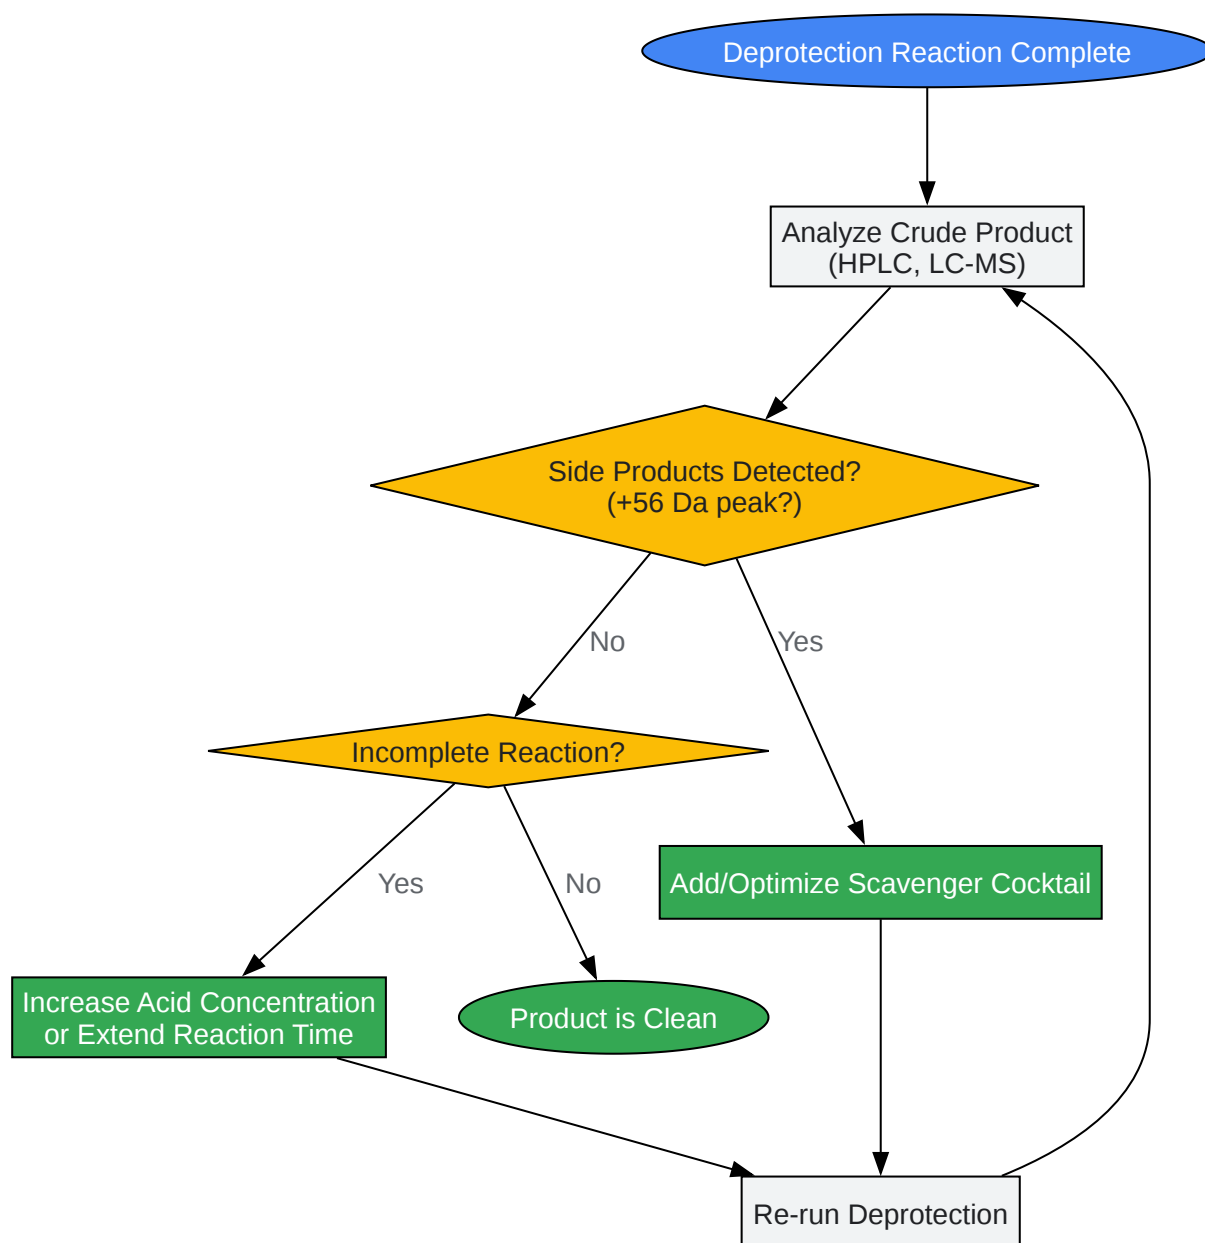 Deprotection Reaction Complete
Analyze Crude Product
(HPLC, LC-MS)
Side Products Detected?
(+56 Da peak?)
No
Yes
Incomplete Reaction?
Yes
No
Add/Optimize Scavenger Cocktail
Increase Acid Concentration
or Extend Reaction Time
Product is Clean
Re-run Deprotection